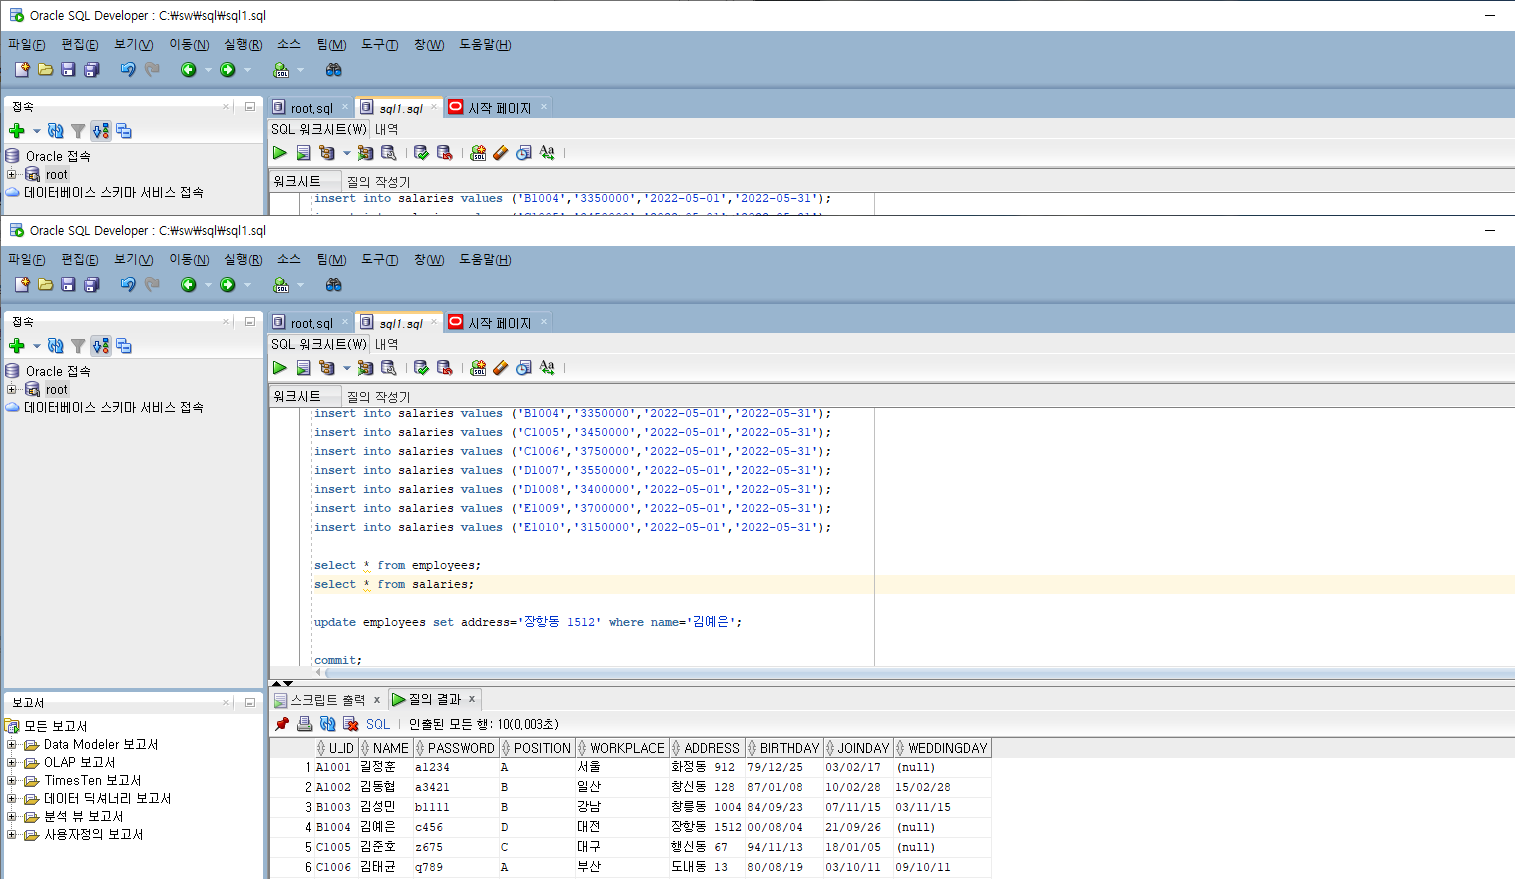 Oracle SQL Developer : C:₩sw₩sql₩sql1.sql
파일(F) 편집(E) 보기(V) 이동(N) 실행(R) 소스 팀(M) 도구(T) 창(W) 도움말(H)
접속
root.sql sql1.sql 시작 페이지
SQL 워크시트(W) 내역
Oracle 접속
root
데이터베이스 스키마 서비스 접속
워크시트 질의 작성기
insert into salaries values ('B1004','3350000','2022-05-01','2022-05-31');
Oracle SQL Developer : C:₩sw₩sql₩sql1.sql
파일(F) 편집(E) 보기(V) 이동(N) 실행(R) 소스 팀(M) 도구(T) 창(W) 도움말(H)
접속
root.sql sql1.sql 시작 페이지
SQL 워크시트(W) 내역
Oracle 접속
root
데이터베이스 스키마 서비스 접속
워크시트 질의 작성기
insert into salaries values ('B1004','3350000','2022-05-01','2022-05-31');
insert into salaries values ('C1005','3450000','2022-05-01','2022-05-31');
insert into salaries values ('C1006','3750000','2022-05-01','2022-05-31');
insert into salaries values ('D1007','3550000','2022-05-01','2022-05-31');
insert into salaries values ('D1008','3400000','2022-05-01','2022-05-31');
insert into salaries values ('E1009','3700000','2022-05-01','2022-05-31');
insert into salaries values ('E1010','3150000','2022-05-01','2022-05-31');
select * from employees;
select * from salaries;
update employees set address='장항동 1512' where name='김예은';
commit;
보고서
모든 보고서
Data Modeler 보고서
OLAP 보고서
TimesTen 보고서
데이터 딕셔너리 보고서
분석 뷰 보고서
사용자정의 보고서
스크립트 출력 x 질의 결과 x
SQL | 인출된 모든 행: 10(0,003초)
U_ID NAME PASSWORD POSITION WORKPLACE ADDRESS BIRTHDAY JOINDAY WEDDINGDAY
1 A1001 길정훈 a1234 A 서울 화정동 912 79/12/25 03/02/17 (null)
2 A1002 김동협 a3421 B 일산 창신동 128 87/01/08 10/02/28 15/02/28
3 B1003 김성민 b1111 B 강남 창릉동 1004 84/09/23 07/11/15 03/11/15
4 B1004 김예은 c456 D 대전 장항동 1512 00/08/04 21/09/26 (null)
5 C1005 김준호 z675 C 대구 행신동 67 94/11/13 18/01/05 (null)
6 C1006 김태균 q789 A 부산 도내동 13 80/08/19 03/10/11 09/10/11